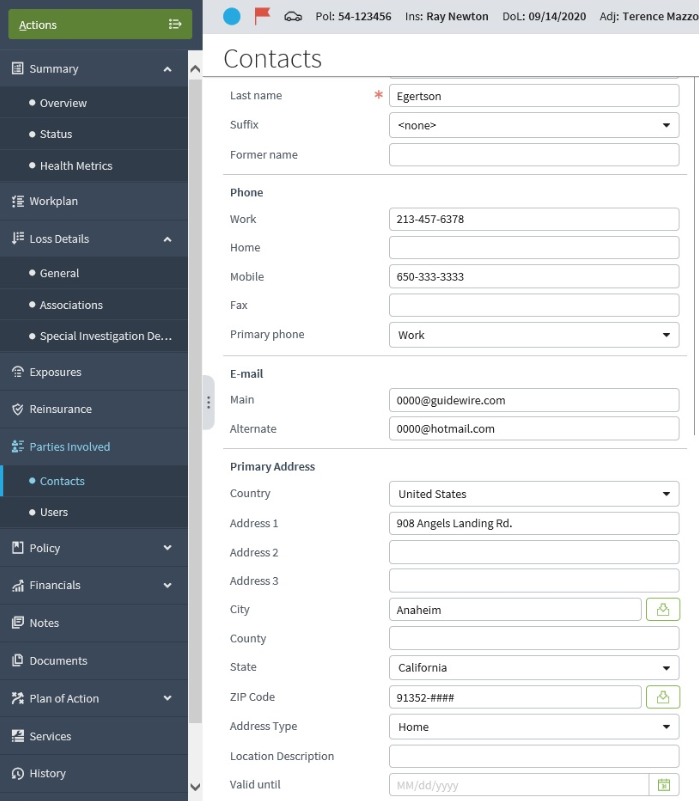 Actions
Summary
Overview
Status
Health Metrics
Workplan
Loss Details
General
Associations
Special Investigation De...
Exposures
Reinsurance
Parties Involved
Contacts
Users
Policy
Financials
Notes
Documents
Plan of Action
Services
History
Pol: 54-123456 Ins: Ray Newton DoL: 09/14/2020 Adj: Terence Mazzo
Contacts
Last name * Egertson
Suffix <none>
Former name
Phone
Work 213-457-6378
Home
Mobile 650-333-3333
Fax
Primary phone Work
E-mail
Main 0000@guidewire.com
Alternate 0000@hotmail.com
Primary Address
Country United States
Address 1 908 Angels Landing Rd.
Address 2
Address 3
City Anaheim
County
State California
ZIP Code 91352-####
Address Type Home
Location Description
Valid until MM/dd/yyyy